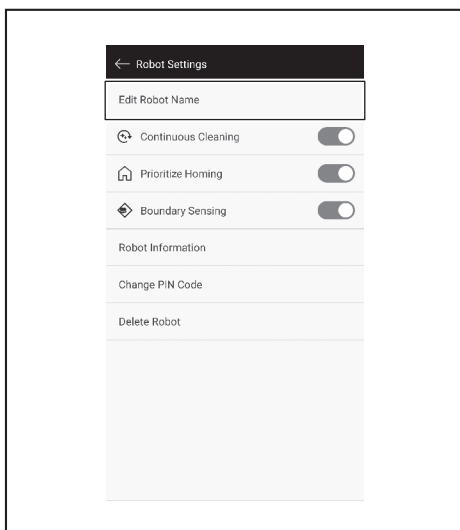 Robot Settings
Edit Robot Name
Continuous Cleaning
Prioritize Homing
Boundary Sensing
Robot Information
Change PIN Code
Delete Robot